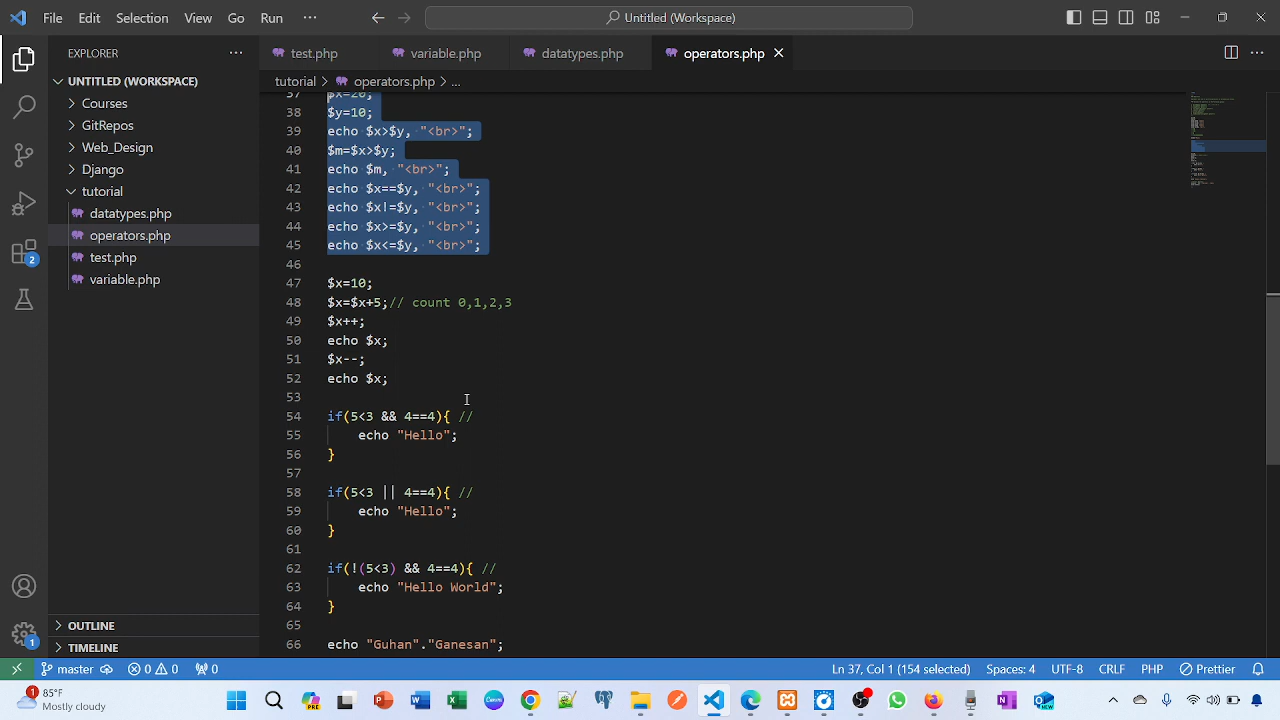 File Edit Selection View Go Run ··· Untitled (Workspace)
EXPLORER ···
test.php variable.php datatypes.php operators.php
UNTITLED (WORKSPACE)
tutorial > operators.php > ...
Courses
GitRepos
Web_Design
Django
tutorial
datatypes.php
operators.php
test.php
variable.php
37 $x=20;
38 $y=10;
39 echo $x>$y, "<br>";
40 $m=$x>$y;
41 echo $m, "<br>";
42 echo $x==$y, "<br>";
43 echo $x!=$y, "<br>";
44 echo $x>=$y, "<br>";
45 echo $x<=$y, "<br>";
46
47 $x=10;
48 $x=$x+5;// count 0,1,2,3
49 $x++;
50 echo $x;
51 $x--;
52 echo $x;
53
54 if(5<3 && 4==4){ //
55 echo "Hello";
56 }
57
58 if(5<3 || 4==4){ //
59 echo "Hello";
60 }
61
62 if(!(5<3) && 4==4){ //
63 echo "Hello World";
64 }
65
66 echo "Guhan"."Ganesan";
2
1
OUTLINE
TIMELINE
master 0 0 0 Ln 37, Col 1 (154 selected) Spaces: 4 UTF-8 CRLF PHP Prettier
1
85°F
Mostly cloudy
PRE